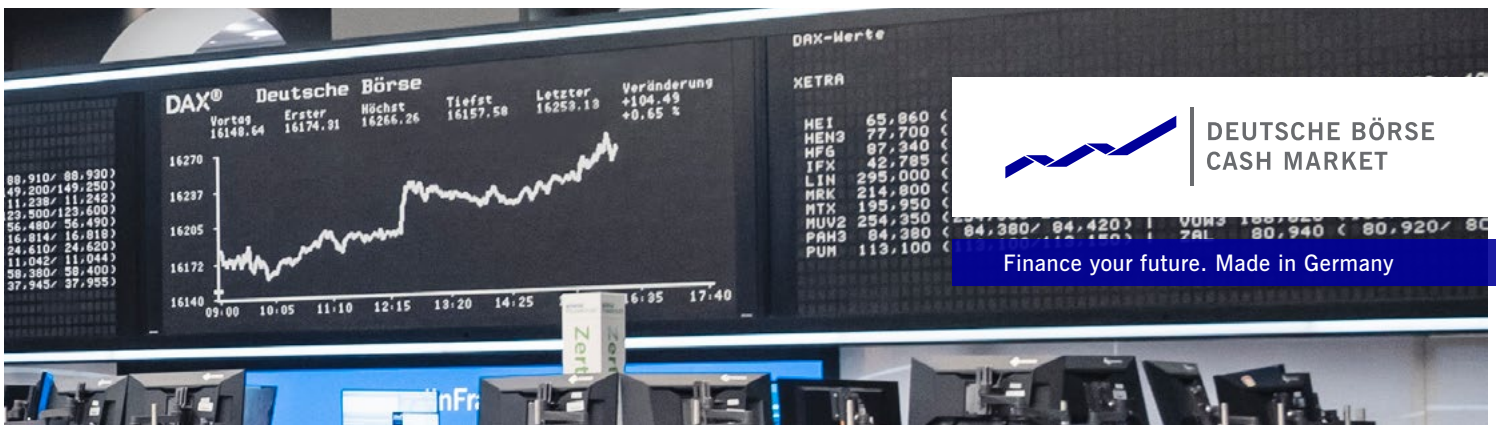 DAX® Deutsche Börse
Vortag Erster Höchst Tiefst Letzter Veränderung
16148.64 16174.31 16266.26 16157.58 16253.13 +104.49
+0.65 %
16270
16237
16205
16172
16140
09:00 10:05 11:10 12:15 13:20 14:25 6:35 17:40
88,910/ 88,930)
49,200/149,250)
11,238/ 11,242)
23,500/123,600)
56,480/ 56,490)
16,814/ 16,818)
24,610/ 24,620)
11,042/ 11,044)
58,380/ 58,400)
37,945/ 37,955)
DAX-Werte
XETRA
HEI 65,860 (
HEN3 77,700 (
HFG 87,340 (
IFX 42,785 (
LIN 295,000 (
MRK 214,800 (
MTX 195,950 (
MUV2 254,350
PAH3 84,380 ( 84,380/ 84,420)
PUM 113,100
ZAL 80,940 ( 80,920/ 80
DEUTSCHE BÖRSE
CASH MARKET
Finance your future. Made in Germany
Zert
Zert
inFra